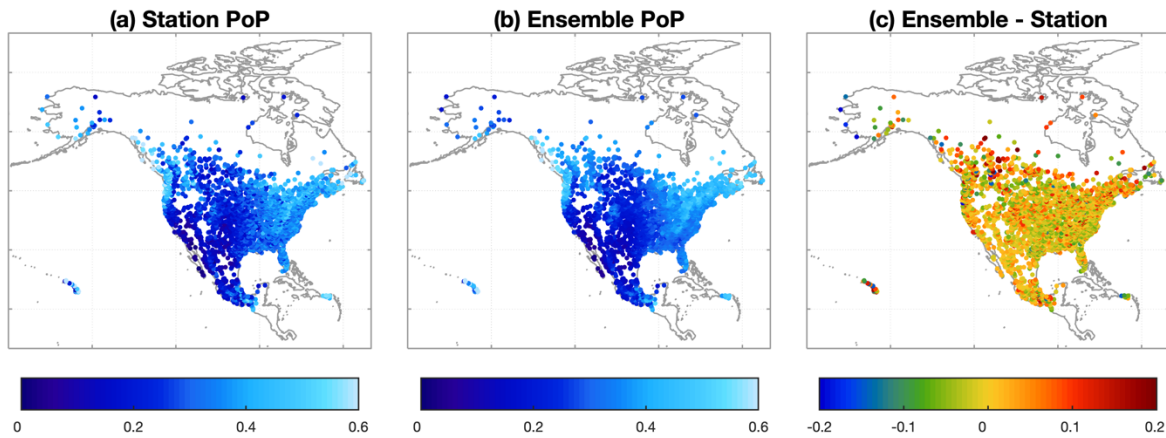 (a) Station PoP
(b) Ensemble PoP
(c) Ensemble - Station
0 0.2 0.4 0.6
0 0.2 0.4 0.6
-0.2 -0.1 0 0.1 0.2